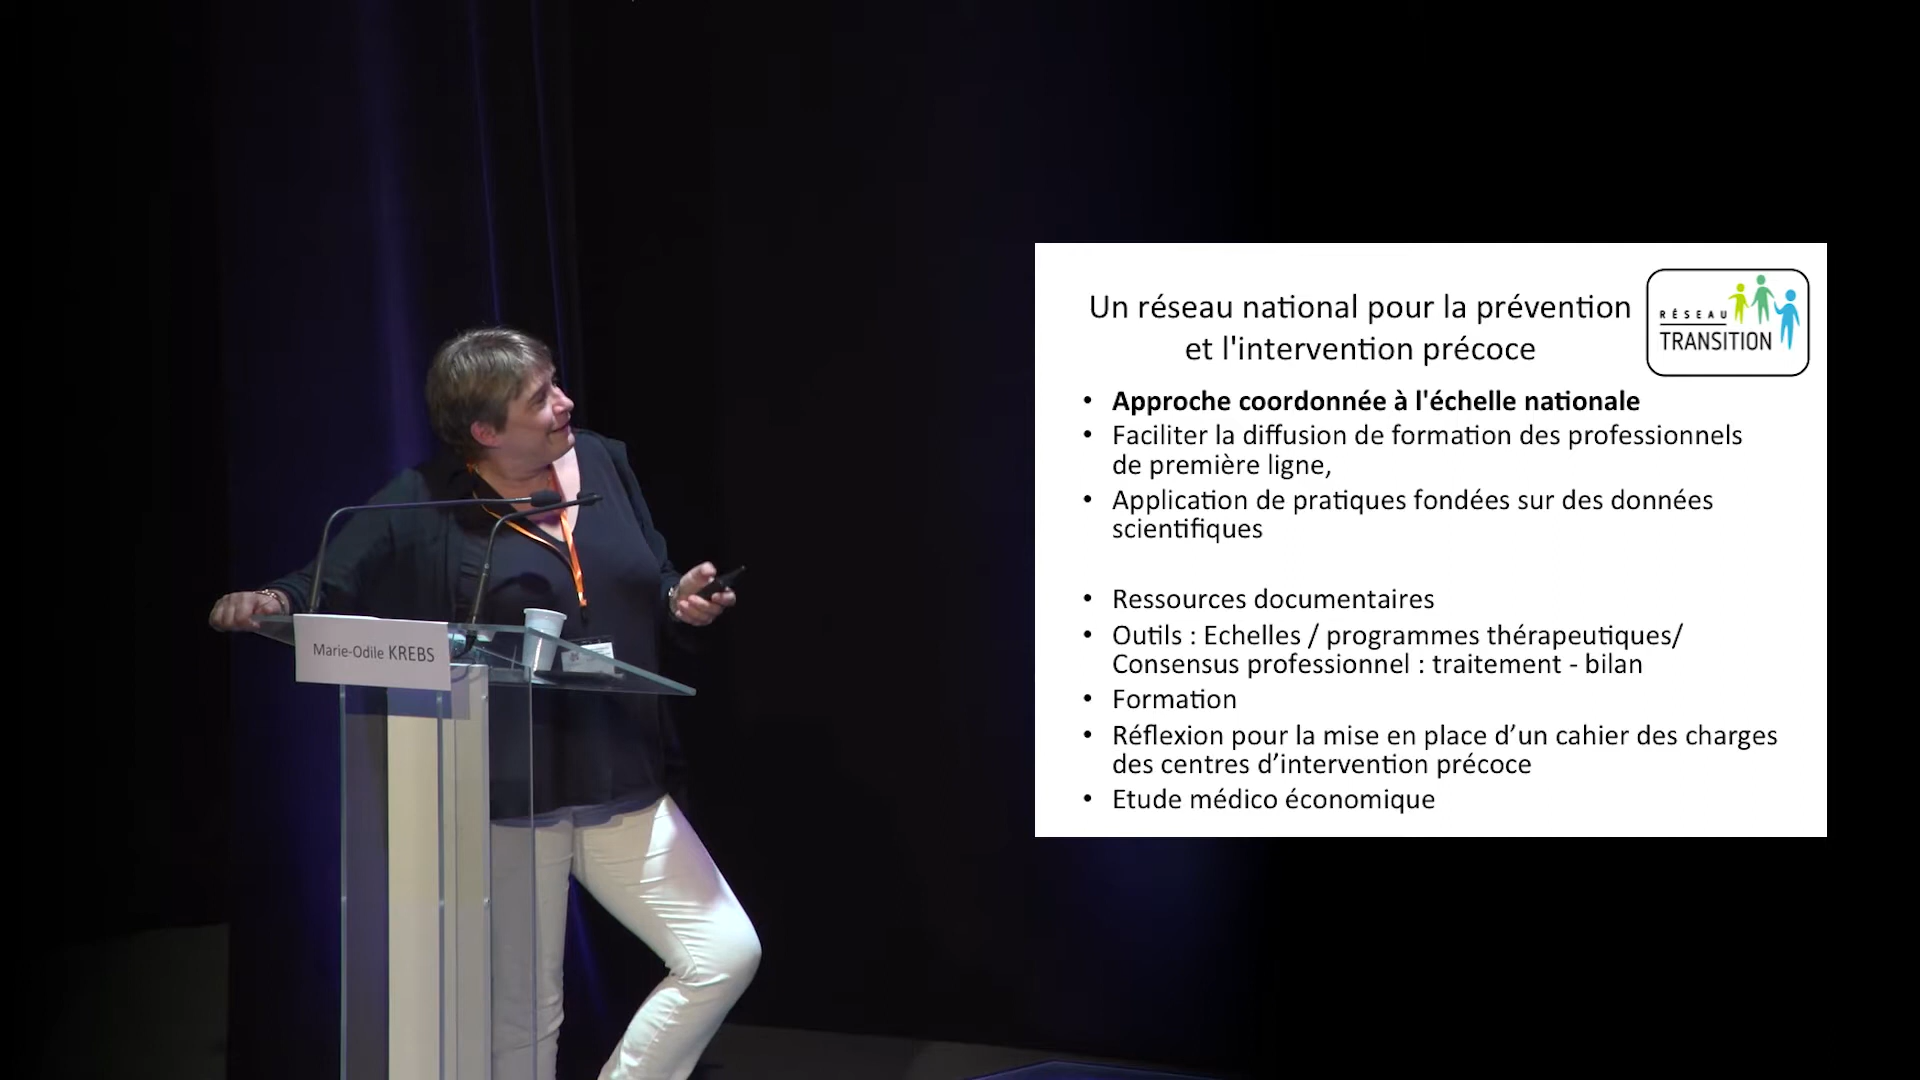 Un réseau national pour la prévention
et l'intervention précoce
RÉSEAU
TRANSITION
• Approche coordonnée à l'échelle nationale
• Faciliter la diffusion de formation des professionnels
de première ligne,
• Application de pratiques fondées sur des données
scientifiques
• Ressources documentaires
• Outils : Echelles / programmes thérapeutiques/
Consensus professionnel : traitement - bilan
• Formation
• Réflexion pour la mise en place d’un cahier des charges
des centres d’intervention précoce
• Etude médico économique
Marie-Odile KREBS